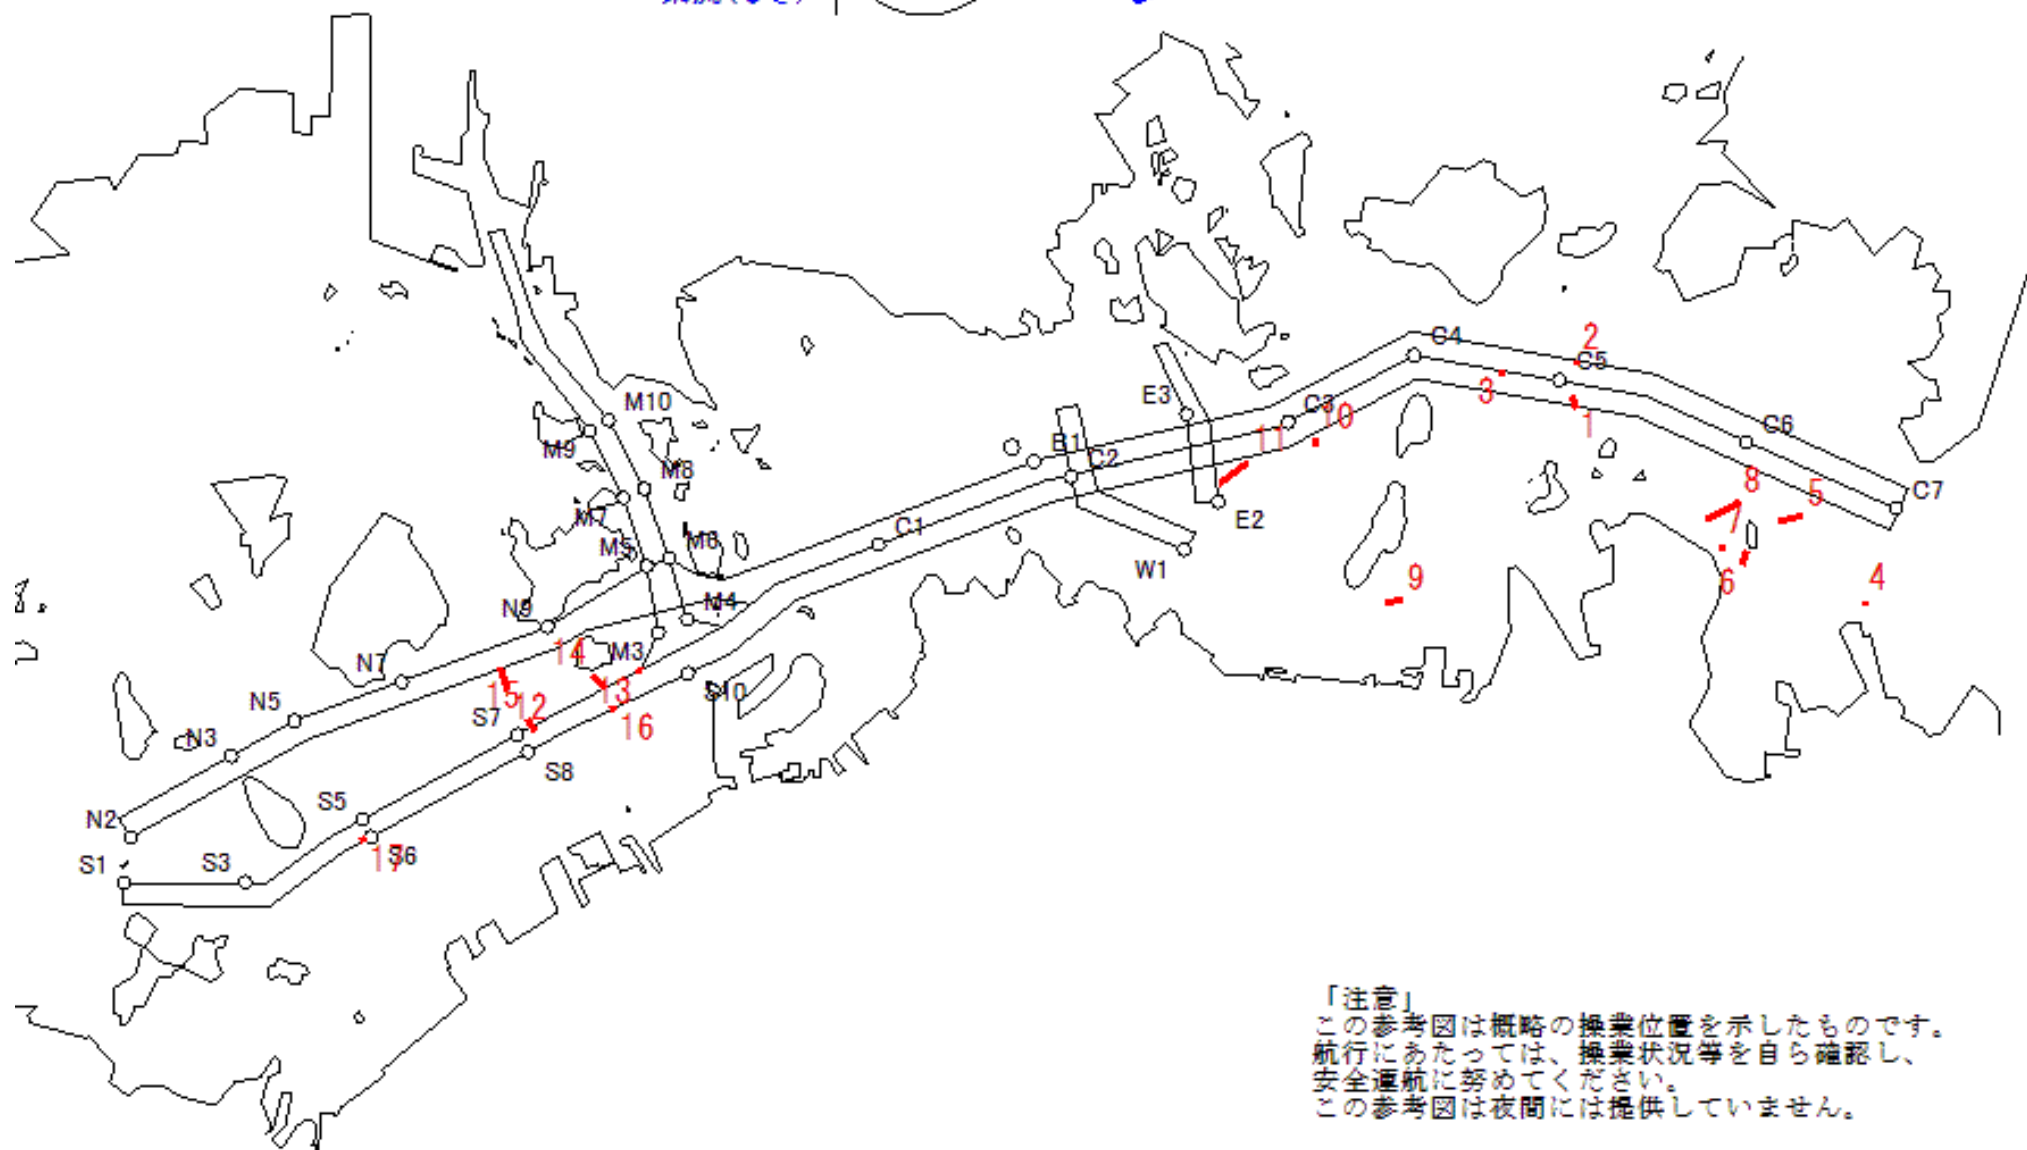 C4
2
C5
3
1
E3
C3
10
11
M10
C6
B1
C2
M9
M8
8
5
C7
7
E2
M7
C1
M5
M6
W1
6
4
9
N9
M4
14
M3
N7
15
13
S10
N5
12
S7
16
N3
S8
S5
N2
17
S6
S1
S3
「注意」
この参考図は概略の操業位置を示したものです。
航行にあたっては、操業状況等を自ら確認し、
安全運航に努めてください。
この参考図は夜間には提供していません。